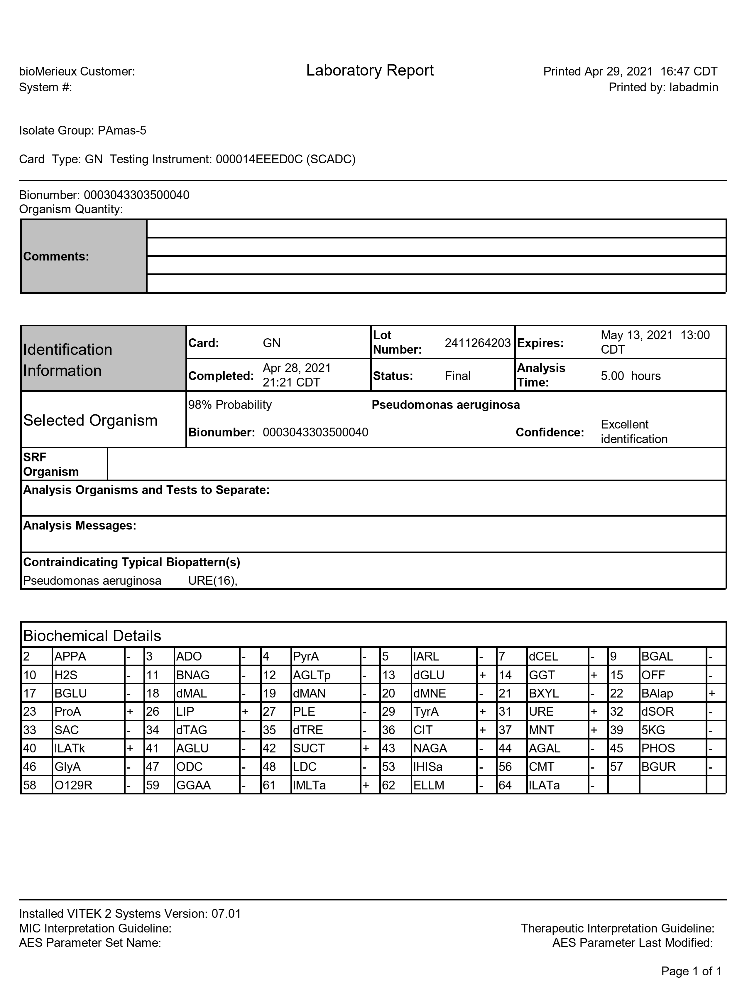 bioMerieux Customer:
Laboratory Report
Printed Apr 29, 2021  16:47 CDT
System #:
Printed by: labadmin
Isolate Group: PAmas-5
Card  Type: GN  Testing Instrument: 000014EEED0C (SCADC)
Bionumber: 0003043303500040
Organism Quantity:
Comments:
Identification
Information
Card: GN
Lot
Number: 2411264203
Expires: May 13, 2021  13:00
CDT
Completed: Apr 28, 2021
21:21 CDT
Status: Final
Analysis
Time: 5.00  hours
Selected Organism
98% Probability Pseudomonas aeruginosa
Bionumber: 0003043303500040
Confidence: Excellent
identification
SRF
Organism
Analysis Organisms and Tests to Separate:
Analysis Messages:
Contraindicating Typical Biopattern(s)
Pseudomonas aeruginosa URE(16),
Biochemical Details
2 APPA - 3 ADO - 4 PyrA - 5 lARL - 7 dCEL - 9 BGAL -
10 H2S - 11 BNAG - 12 AGLTp - 13 dGLU + 14 GGT + 15 OFF -
17 BGLU - 18 dMAL - 19 dMAN - 20 dMNE - 21 BXYL - 22 BAlap +
23 ProA + 26 LIP + 27 PLE - 29 TyrA + 31 URE + 32 dSOR -
33 SAC - 34 dTAG - 35 dTRE - 36 CIT + 37 MNT + 39 5KG -
40 lLATk + 41 AGLU - 42 SUCT + 43 NAGA - 44 AGAL - 45 PHOS -
46 GlyA - 47 ODC - 48 LDC - 53 lHISa - 56 CMT - 57 BGUR -
58 O129R - 59 GGAA - 61 lMLTa + 62 ELLM - 64 lLATa -
Installed VITEK 2 Systems Version: 07.01
MIC Interpretation Guideline:
Therapeutic Interpretation Guideline:
AES Parameter Set Name:
AES Parameter Last Modified:
Page 1 of 1